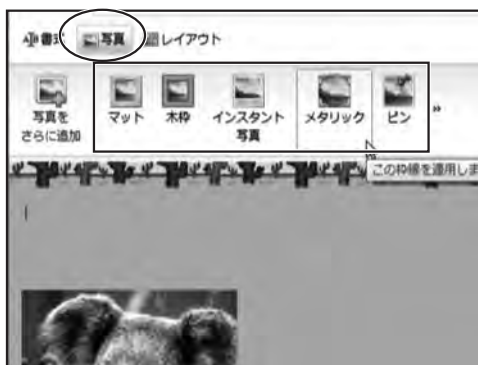 書式 写真 レイアウト
写真を
さらに追加
マット
木枠
インスタント
写真
メタリック
ピン
»
この枠線を適用しま